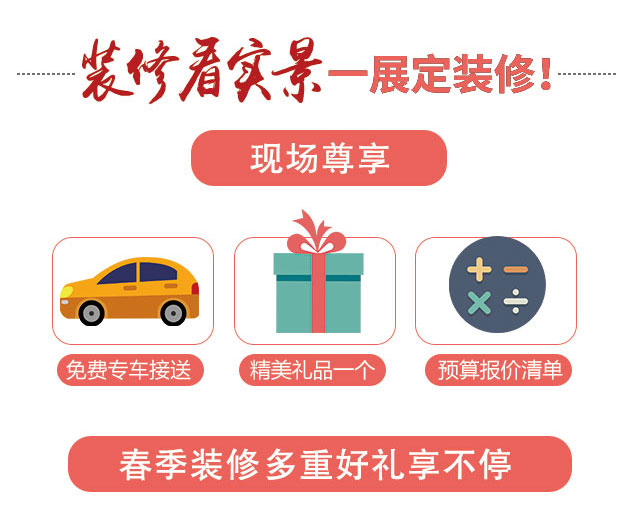 装修看实景一展定装修！
现场尊享
免费专车接送
精美礼品一个
预算报价清单
春季装修多重好礼享不停